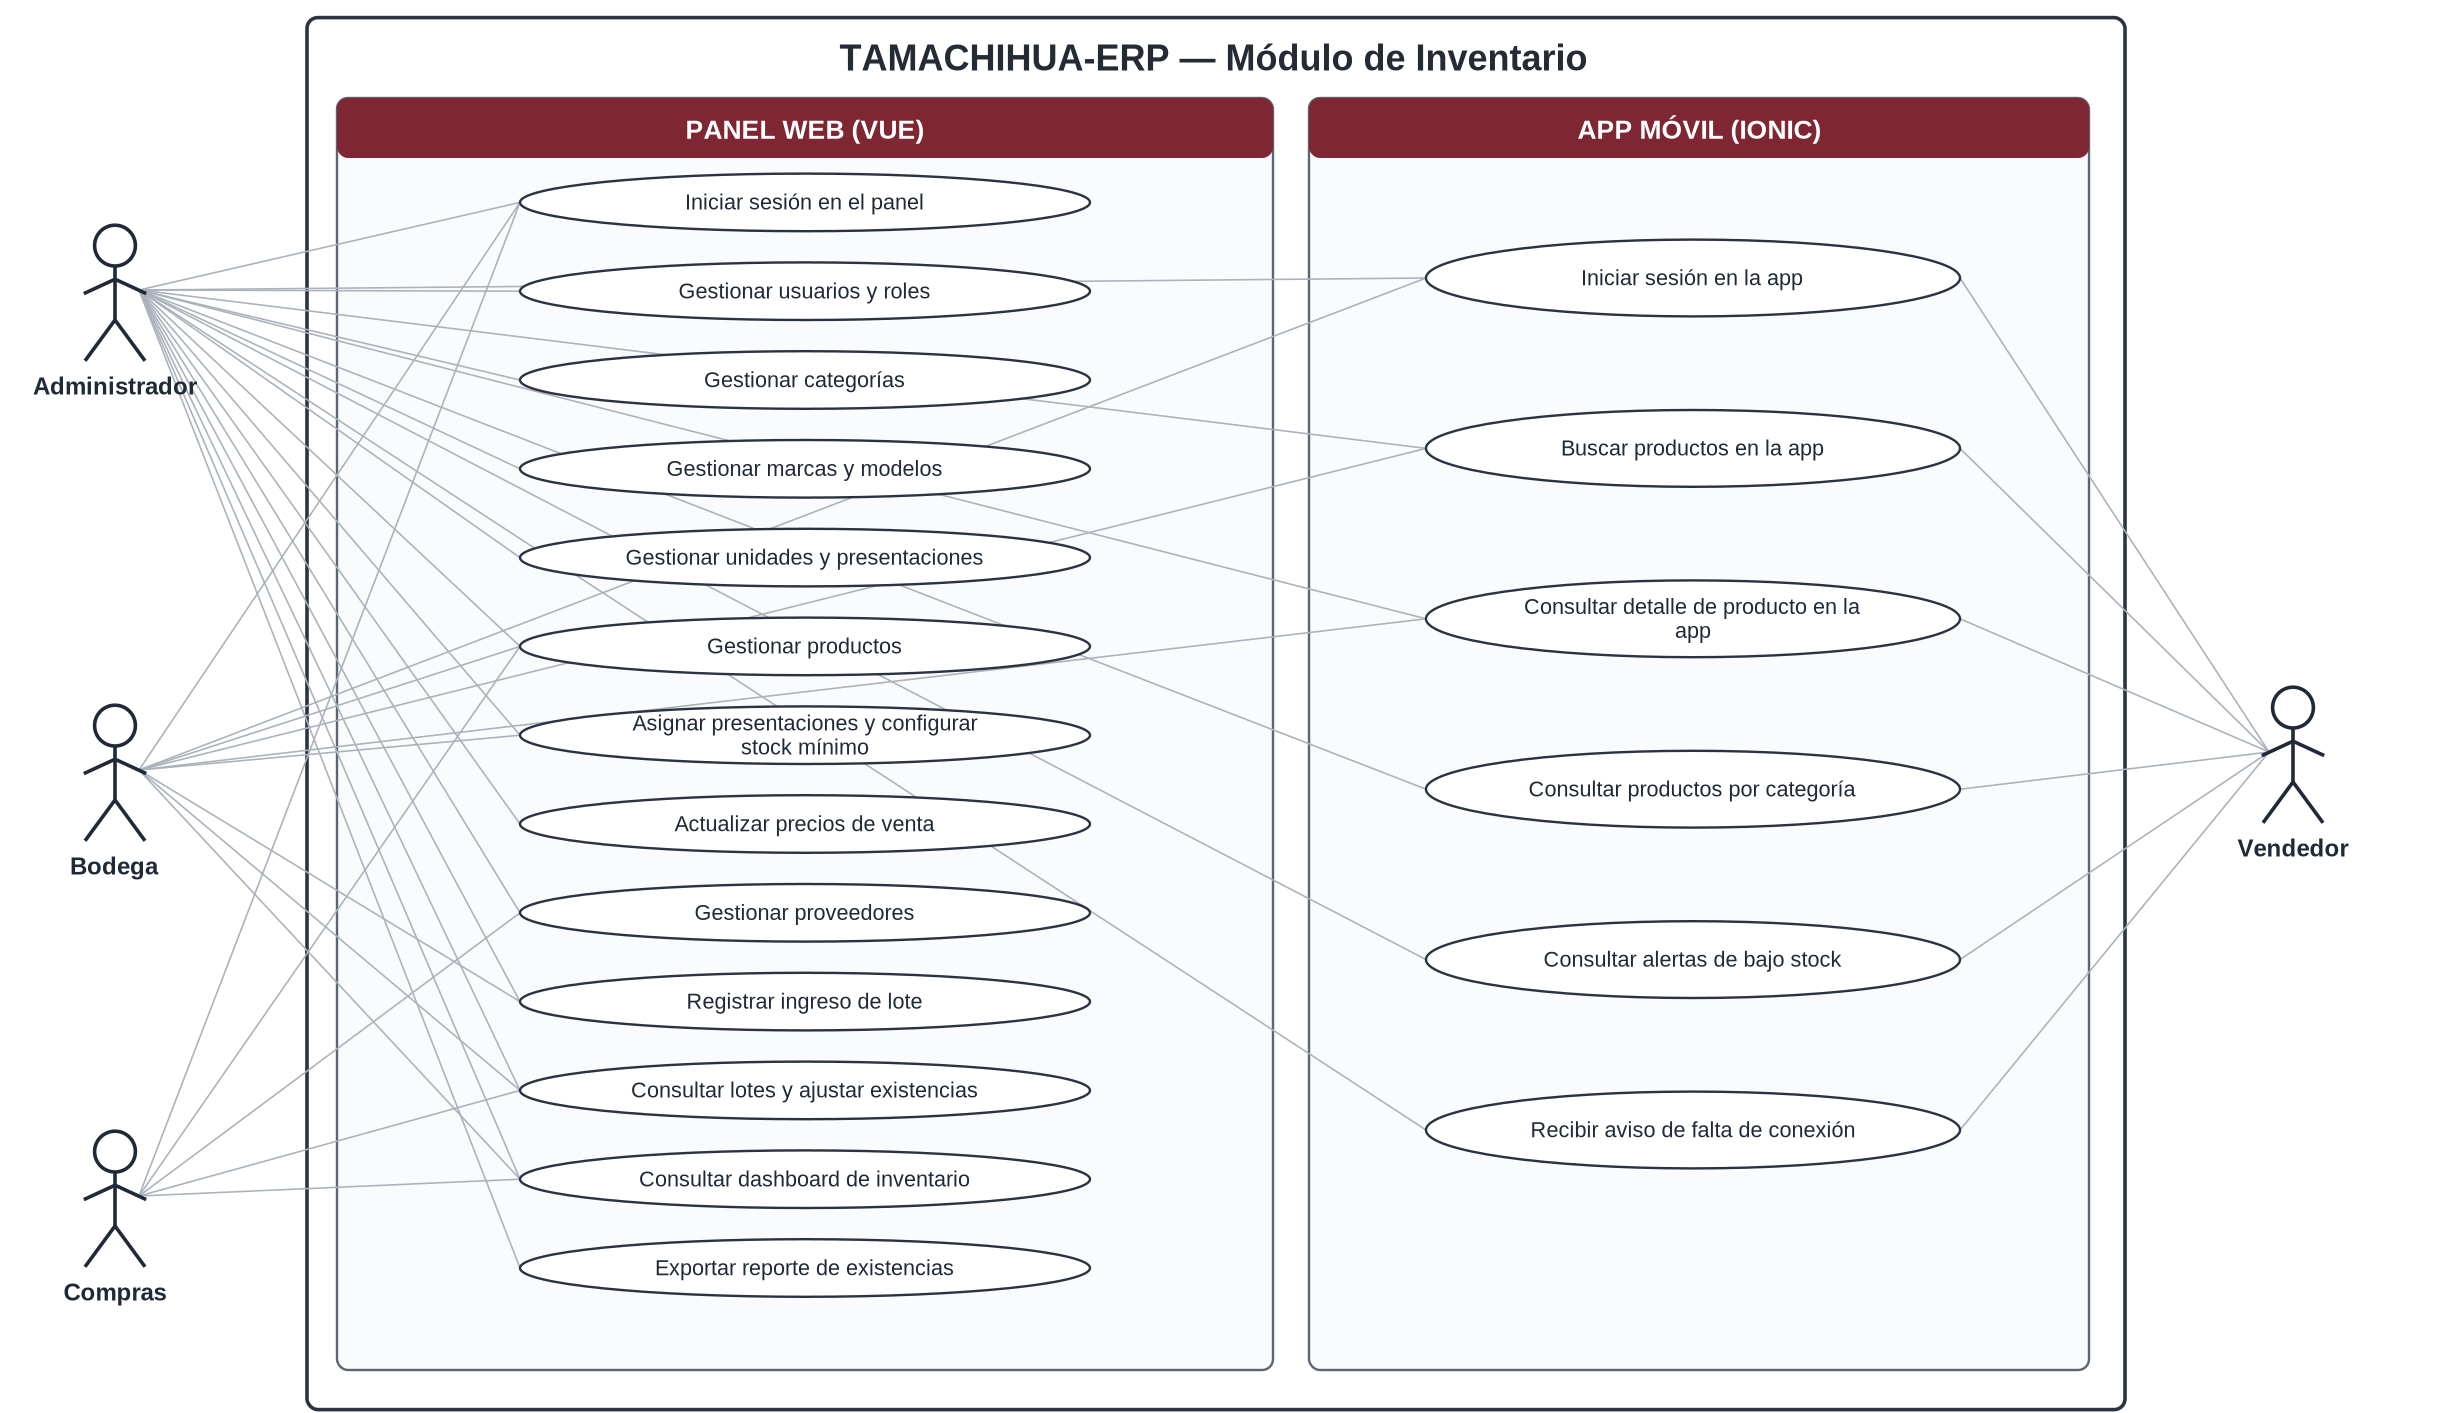 TAMACHIHUA-ERP — Módulo de Inventario
PANEL WEB (VUE)
Iniciar sesión en el panel
Gestionar usuarios y roles
Gestionar categorías
Gestionar marcas y modelos
Gestionar unidades y presentaciones
Gestionar productos
Asignar presentaciones y configurar
stock mínimo
Actualizar precios de venta
Gestionar proveedores
Registrar ingreso de lote
Consultar lotes y ajustar existencias
Consultar dashboard de inventario
Exportar reporte de existencias
APP MÓVIL (IONIC)
Iniciar sesión en la app
Buscar productos en la app
Consultar detalle de producto en la
app
Consultar productos por categoría
Consultar alertas de bajo stock
Recibir aviso de falta de conexión
Administrador
Bodega
Compras
Vendedor